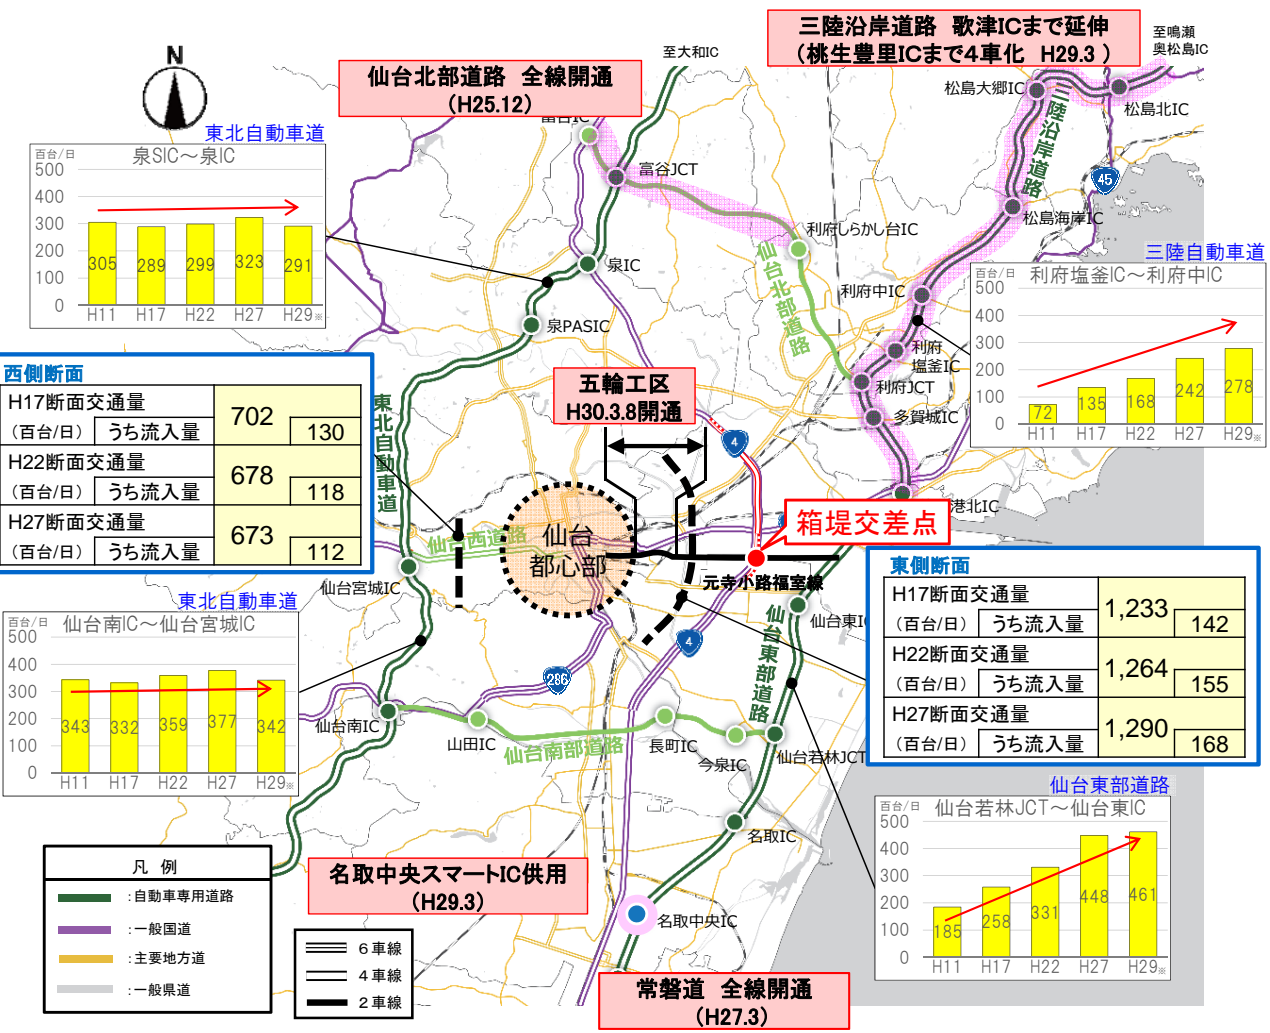 N
仙台北部道路 全線開通
(H25.12)
至大和IC
三陸沿岸道路 歌津ICまで延伸
(桃生豊里ICまで4車化 H29.3 )
至鳴瀬
奥松島IC
松島大郷IC
松島北IC
三陸沿岸道路
45
松島海岸IC
富谷IC
富谷JCT
利府しらかし台IC
仙台北部道路
泉IC
泉PASIC
利府中IC
利府
塩釜IC
利府JCT
多賀城IC
港北IC
東北自動車道
百台/日
泉SIC～泉IC
500
400
300
200
100
0
305
289
299
323
291
H11
H17
H22
H27
H29※
三陸自動車道
百台/日
利府塩釜IC～利府中IC
500
400
300
200
100
0
72
135
168
242
278
H11
H17
H22
H27
H29※
西側断面
H17断面交通量
702
(百台/日)
うち流入量
130
H22断面交通量
678
(百台/日)
うち流入量
118
H27断面交通量
673
(百台/日)
うち流入量
112
東北自動車道
五輪工区
H30.3.8開通
4
箱堤交差点
仙台
都心部
仙台西道路
元寺小路福室線
仙台宮城IC
仙台東IC
仙台東部道路
4
286
東側断面
H17断面交通量
1,233
(百台/日)
うち流入量
142
H22断面交通量
1,264
(百台/日)
うち流入量
155
H27断面交通量
1,290
(百台/日)
うち流入量
168
東北自動車道
百台/日
仙台南IC～仙台宮城IC
500
400
300
200
100
0
343
332
359
377
342
H11
H17
H22
H27
H29※
仙台南IC
山田IC
仙台南部道路
長町IC
今泉IC
仙台若林JCT
名取IC
名取中央IC
仙台東部道路
百台/日
仙台若林JCT～仙台東IC
500
400
300
200
100
0
185
258
331
448
461
H11
H17
H22
H27
H29※
名取中央スマートIC供用
(H29.3)
常磐道 全線開通
(H27.3)
凡 例
:自動車専用道路
:一般国道
:主要地方道
:一般県道
６車線
４車線
２車線